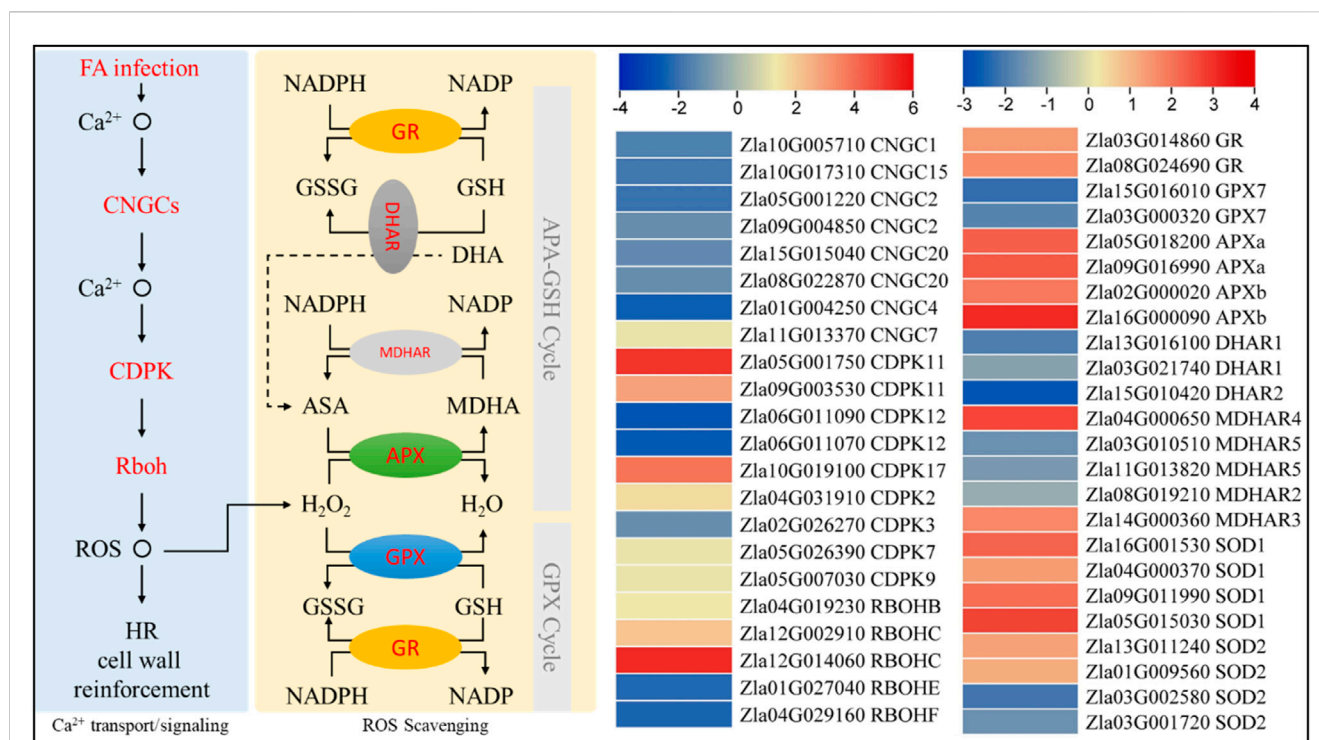 FA infection
Ca²⁺
CNGCs
Ca²⁺
CDPK
Rboh
ROS
HR
cell wall
reinforcement
Ca²⁺ transport/signaling
NADPH NADP
GR
GSSG GSH
DHAR
DHA
NADPH NADP
MDHAR
ASA MDHA
APX
H₂O₂ H₂O
GPX
GSSG GSH
GR
NADPH NADP
ROS Scavenging
APA-GSH Cycle
GPX Cycle
-4 -2 0 2 4 6
Zla10G005710 CNGC1
Zla10G017310 CNGC15
Zla05G001220 CNGC2
Zla09G004850 CNGC2
Zla15G015040 CNGC20
Zla08G022870 CNGC20
Zla01G004250 CNGC4
Zla11G013370 CNGC7
Zla05G001750 CDPK11
Zla09G003530 CDPK11
Zla06G011090 CDPK12
Zla06G011070 CDPK12
Zla10G019100 CDPK17
Zla04G031910 CDPK2
Zla02G026270 CDPK3
Zla05G026390 CDPK7
Zla05G007030 CDPK9
Zla04G019230 RBOHB
Zla12G002910 RBOHC
Zla12G014060 RBOHC
Zla01G027040 RBOHE
Zla04G029160 RBOHF
-3 -2 -1 0 1 2 3 4
Zla03G014860 GR
Zla08G024690 GR
Zla15G016010 GPX7
Zla03G000320 GPX7
Zla05G018200 APXa
Zla09G016990 APXa
Zla02G000020 APXb
Zla16G000090 APXb
Zla13G016100 DHAR1
Zla03G021740 DHAR1
Zla15G010420 DHAR2
Zla04G000650 MDHAR4
Zla03G010510 MDHAR5
Zla11G013820 MDHAR5
Zla08G019210 MDHAR2
Zla14G000360 MDHAR3
Zla16G001530 SOD1
Zla04G000370 SOD1
Zla09G011990 SOD1
Zla05G015030 SOD1
Zla13G011240 SOD2
Zla01G009560 SOD2
Zla03G002580 SOD2
Zla03G001720 SOD2